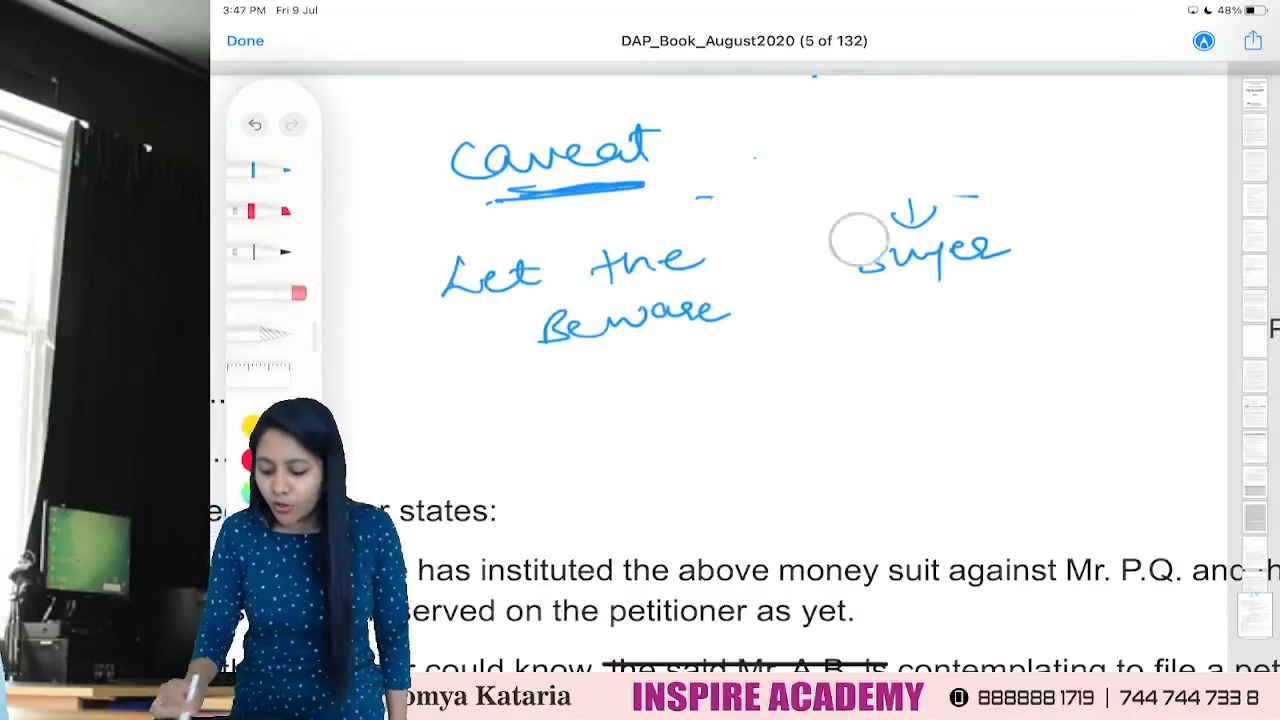 3:47 PM Fri 9 Jul
48%
Done
DAP_Book_August2020 (5 of 132)
Caveat
Let the Buyer
Beware
states:
has instituted the above money suit against Mr. P.Q. and
served on the petitioner as yet.
could know the said Mr. A.B. is contemplating to file a pet
omya Kataria INSPIRE ACADEMY 888888 1719 | 744 744 733 8